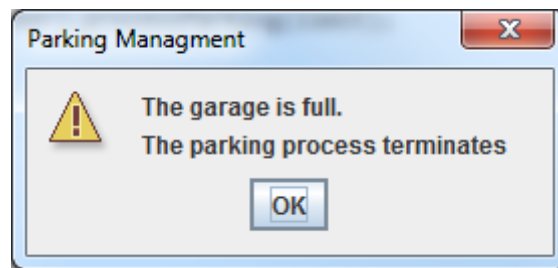 Parking Managment
The garage is full.
The parking process terminates
OK